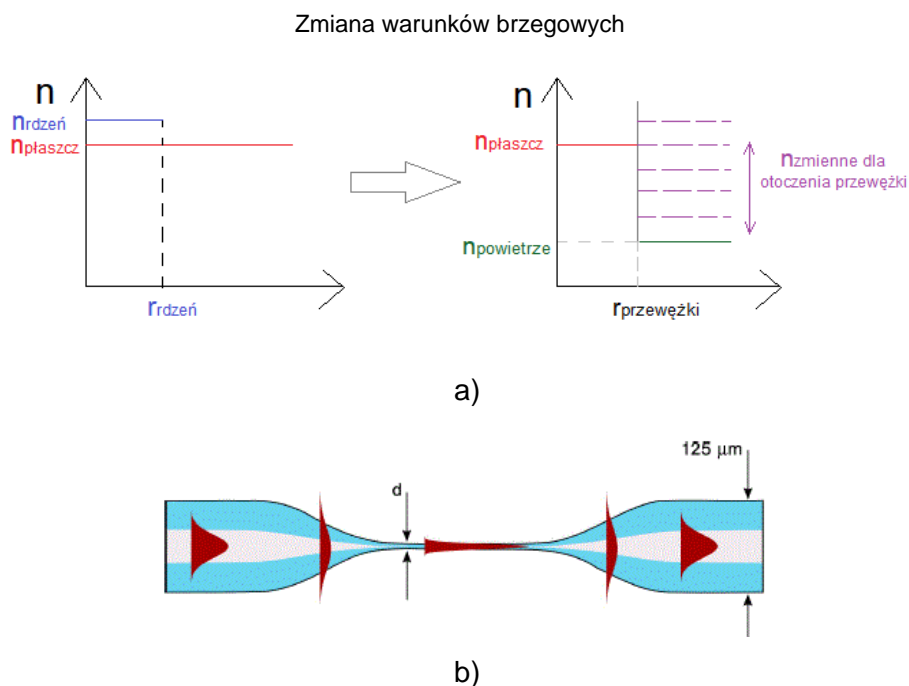 Zmiana warunków brzegowych
n
nrdzeń
npłaszcz
rrdzeń
n
npłaszcz
npowietrze
nzmienne dla
otoczenia przewężki
rprzewężki
a)
125 µm
d
b)